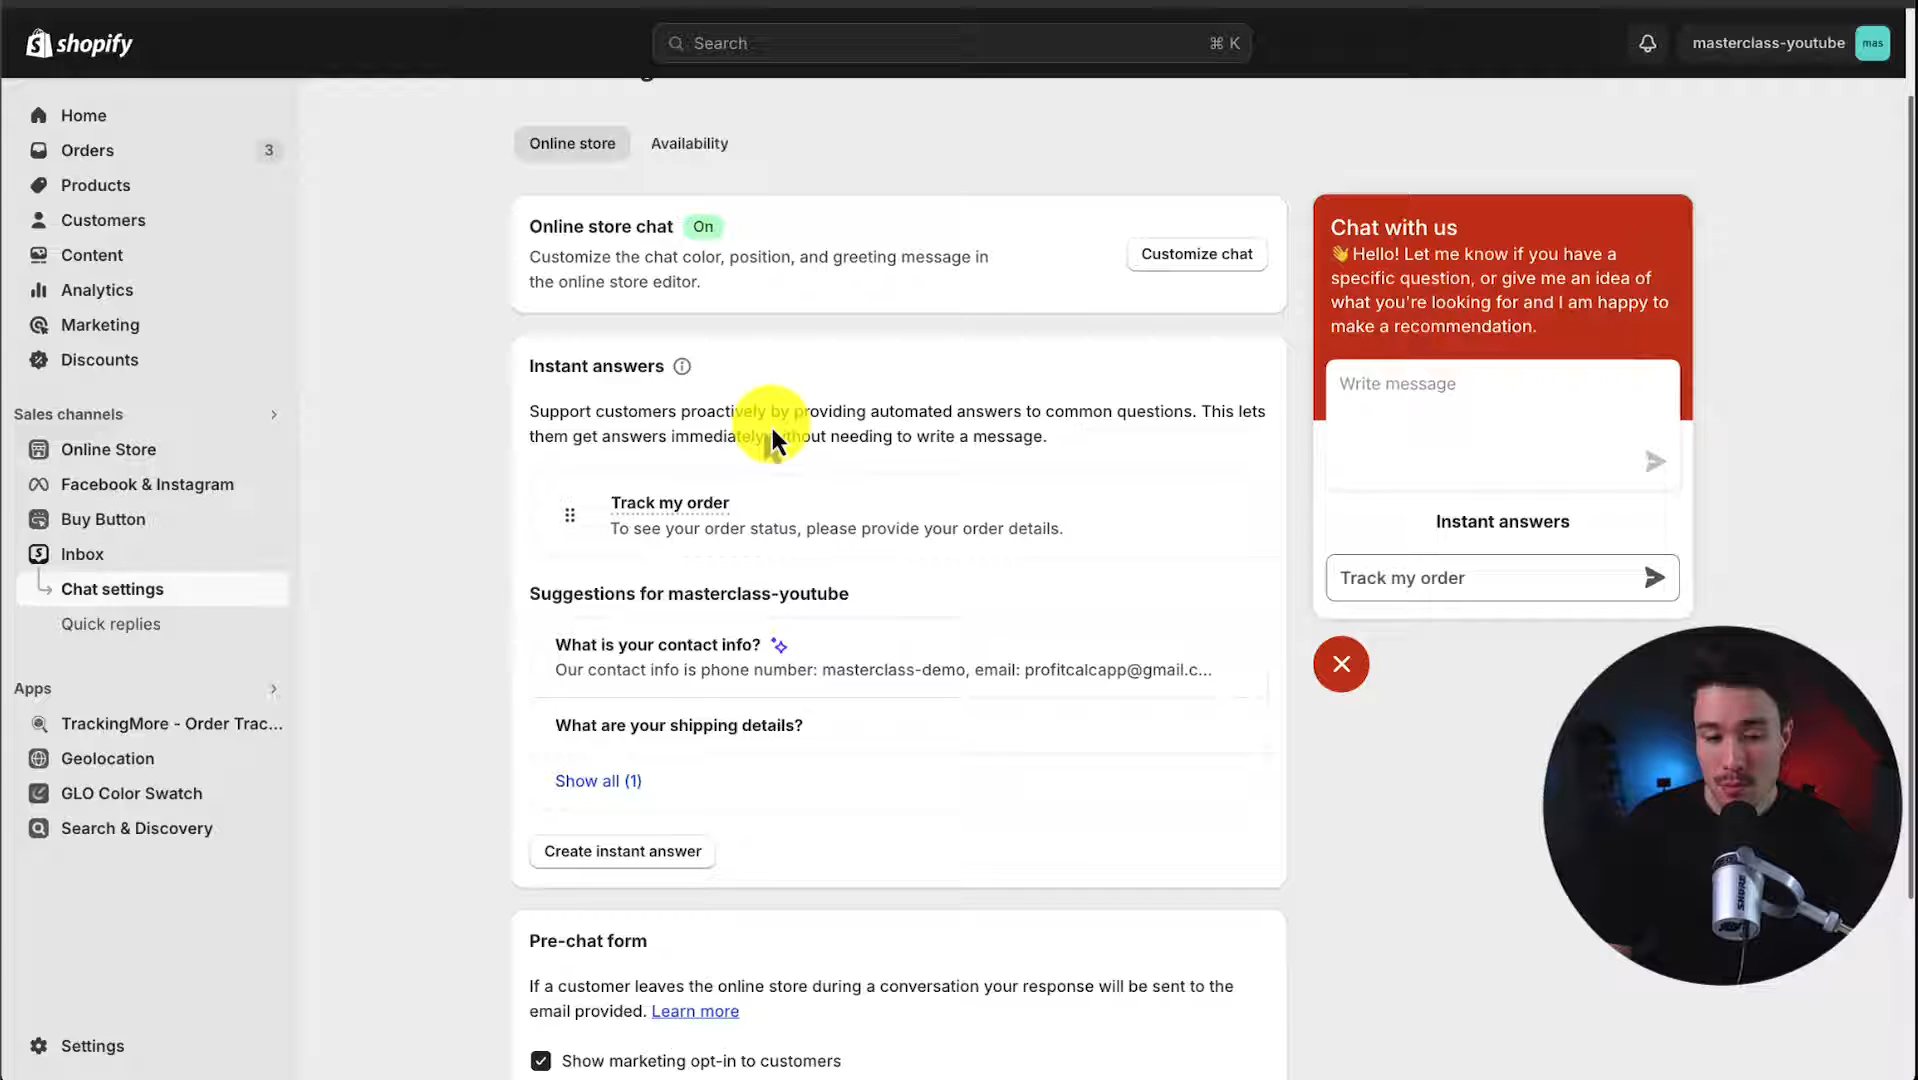 shopify
Search
⌘ K
masterclass-youtube
mas
Home
Orders
3
Products
Customers
Content
Analytics
Marketing
Discounts
Sales channels
Online Store
Facebook & Instagram
Buy Button
Inbox
Chat settings
Quick replies
Apps
TrackingMore - Order Trac...
Geolocation
GLO Color Swatch
Search & Discovery
Settings
Online store
Availability
Online store chat
On
Customize the chat color, position, and greeting message in
the online store editor.
Customize chat
Instant answers
Support customers proactively by providing automated answers to common questions. This lets
them get answers immediately without needing to write a message.
Track my order
To see your order status, please provide your order details.
Suggestions for masterclass-youtube
What is your contact info?
Our contact info is phone number: masterclass-demo, email: profitcalcapp@gmail.c...
What are your shipping details?
Show all (1)
Create instant answer
Pre-chat form
If a customer leaves the online store during a conversation your response will be sent to the
email provided. Learn more
Show marketing opt-in to customers
Chat with us
👋Hello! Let me know if you have a
specific question, or give me an idea of
what you're looking for and I am happy to
make a recommendation.
Write message
Instant answers
Track my order
SHURE